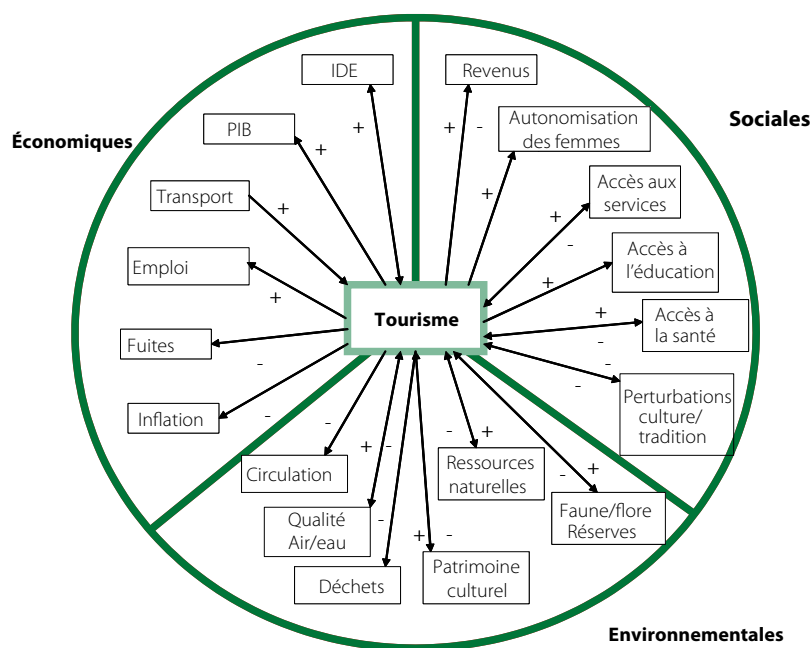 IDE
Revenus
Sociales
Économiques
PIB
Autonomisation
des femmes
+
-
+
+
Transport
+
+
Accès aux
services
+
-
Emploi
+
Accès à
l'éducation
+
Tourisme
Accès à
la santé
+
-
Fuites
-
-
-
Perturbations
culture/
tradition
Inflation
-
-
Circulation
+
-
-
+
Ressources
naturelles
-
+
Faune/flore
Réserves
Qualité
Air/eau
-
+
-
Déchets
Patrimoine
culturel
Environnementales